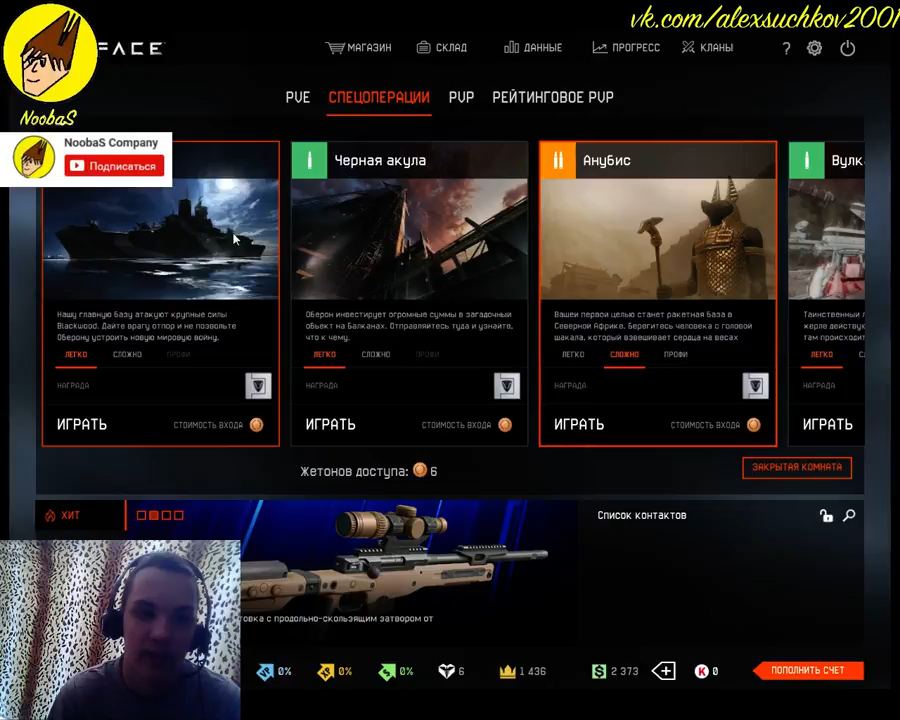 vk.com/alexsuchkov2001
FACE
МАГАЗИН
СКЛАД
ДАННЫЕ
ПРОГРЕСС
КЛАНЫ
?
NoobaS
PVE
СПЕЦОПЕРАЦИИ
PVP
РЕЙТИНГОВОЕ PVP
NoobaS Company
Подписаться
Черная акула
Анубис
Вулк
Нашу главную базу атакуют крупные силы
Blackwood. Дайте врагу отпор и не позвольте
Оберону устроить новую мировую войну.
ЛЕГКО
СЛОЖНО
ПРОФИ
НАГРАДА
ИГРАТЬ
СТОИМОСТЬ ВХОДА
Оберон инвестирует огромные суммы в загадочный
объект на Балканах. Отправляйтесь туда и узнайте,
что к чему.
ЛЕГКО
СЛОЖНО
ПРОФИ
НАГРАДА
ИГРАТЬ
СТОИМОСТЬ ВХОДА
Вашей первой целью станет ракетная база в
Северной Африке. Берегитесь человека с головой
шакала, который взвешивает сердца на весах
ЛЕГКО
СЛОЖНО
ПРОФИ
НАГРАДА
ИГРАТЬ
СТОИМОСТЬ ВХОДА
Таинственный
жерле действу
там происходит
ЛЕГКО
НАГРАДА
ИГРАТЬ
Жетонов доступа: 6
ЗАКРЫТАЯ КОМНАТА
ХИТ
Список контактов
товка с продольно-скользящим затвором от
0%
0%
0%
6
1 436
2 373
K 0
ПОПОЛНИТЬ СЧЕТ